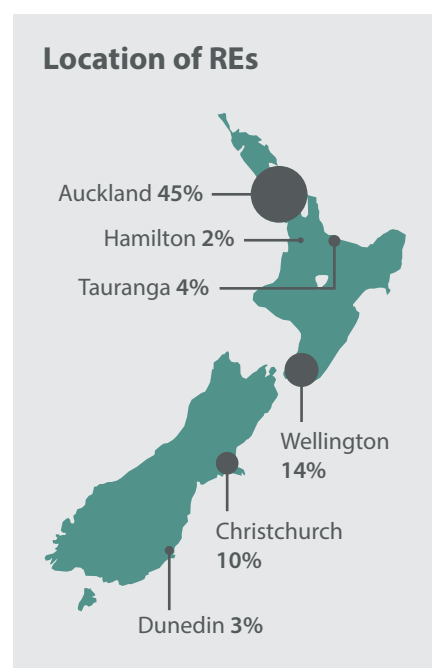 Location of REs
Auckland 45%
Hamilton 2%
Tauranga 4%
Wellington
14%
Christchurch
10%
Dunedin 3%